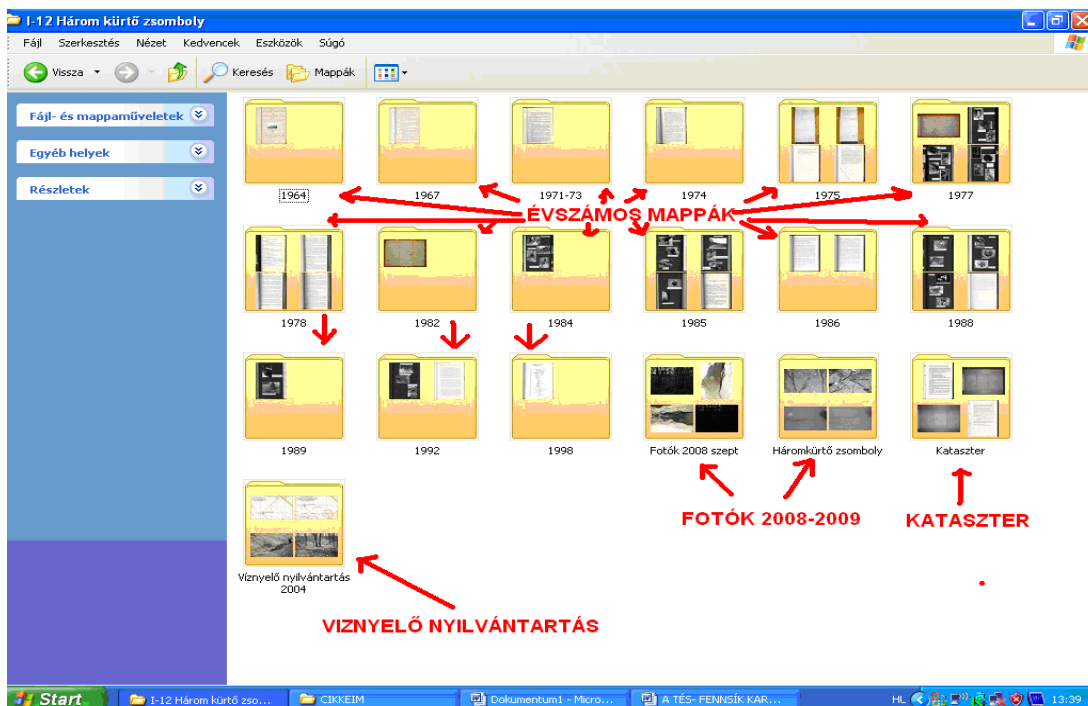 I-12 Három kürtő zsomboly
Fájl Szerkesztés Nézet Kedvencek Eszközök Súgó
Vissza Keresés Mappák
Fájl- és mappaműveletek
Egyéb helyek
Részletek
1964 1967 1971-73 1974 1975 1977
ÉVSZÁMOS MAPPÁK
1978 1982 1984 1985 1986 1988
1989 1992 1998 Fotók 2008 szept Háromkürtő zsomboly Kataszter
FOTÓK 2008-2009 KATASZTER
Víznyelő nyilvántartás
2004
VIZNYELŐ NYILVÁNTARTÁS
Start I-12 Három kürtő zso... CIKKEIM Dokumentum1 - Micro... A TÉS- FENNSÍK KAR... HL 13:39